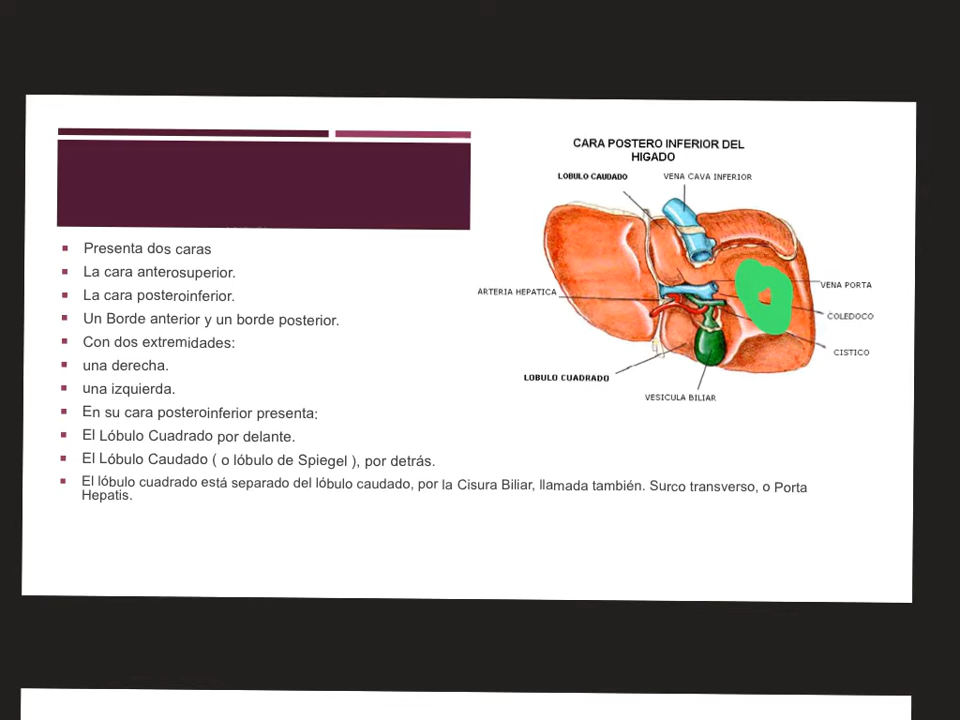 Presenta dos caras
La cara anterosuperior.
La cara posteroinferior.
Un Borde anterior y un borde posterior.
Con dos extremidades:
una derecha.
una izquierda.
En su cara posteroinferior presenta:
El Lóbulo Cuadrado por delante.
El Lóbulo Caudado ( o lóbulo de Spiegel ), por detrás.
El lóbulo cuadrado está separado del lóbulo caudado, por la Cisura Biliar, llamada también. Surco transverso, o Porta
Hepatis.
CARA POSTERO INFERIOR DEL
HIGADO
LOBULO CAUDADO
VENA CAVA INFERIOR
ARTERIA HEPATICA
VENA PORTA
COLEDOCO
CISTICO
LOBULO CUADRADO
VESICULA BILIAR